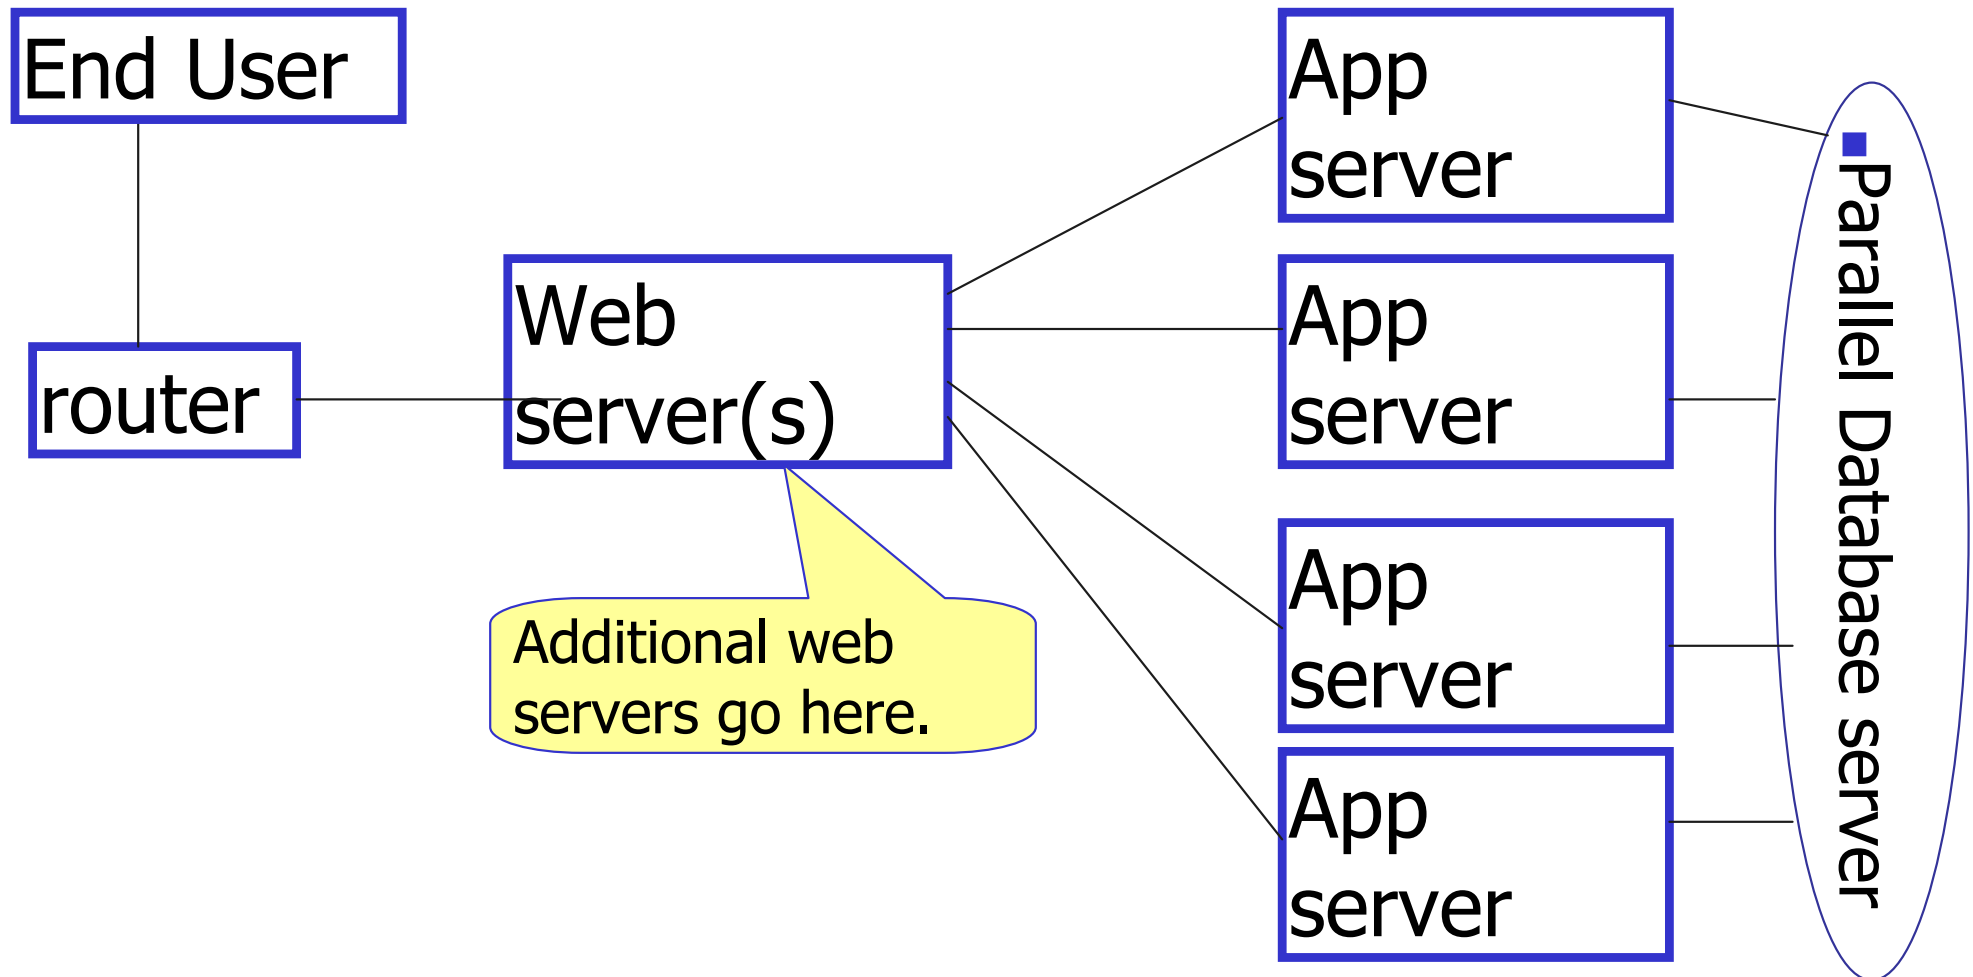 End User
router
Web
server(s)
Additional web
servers go here.
App
server
App
server
App
server
App
server
Parallel Database server